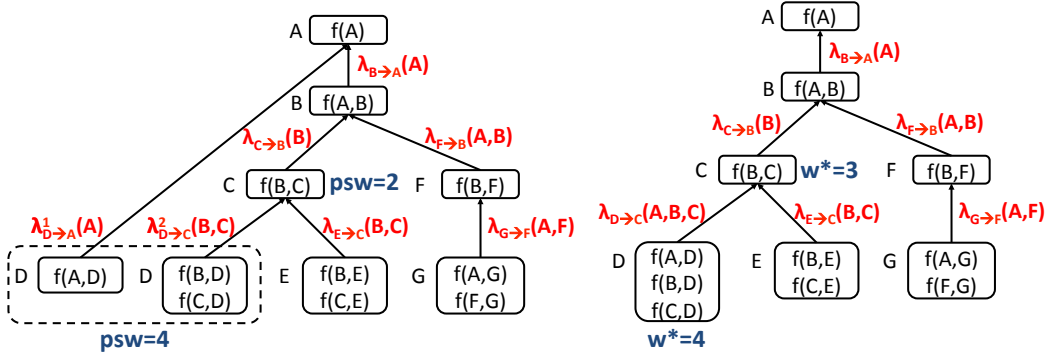 A f(A)
λB→A(A)
B f(A,B)
λC→B(B) λF→B(A,B)
C f(B,C) psw=2 F f(B,F)
λ¹D→A(A) λ²D→C(B,C) λE→C(B,C) λG→F(A,F)
D f(A,D) D f(B,D) E f(B,E) G f(A,G)
f(C,D) f(C,E) f(F,G)
psw=4
A f(A)
λB→A(A)
B f(A,B)
λC→B(B) λF→B(A,B)
C f(B,C) w*=3 F f(B,F)
λD→C(A,B,C) λE→C(B,C) λG→F(A,F)
D f(A,D) E f(B,E) G f(A,G)
f(B,D) f(C,E) f(F,G)
f(C,D)
w*=4